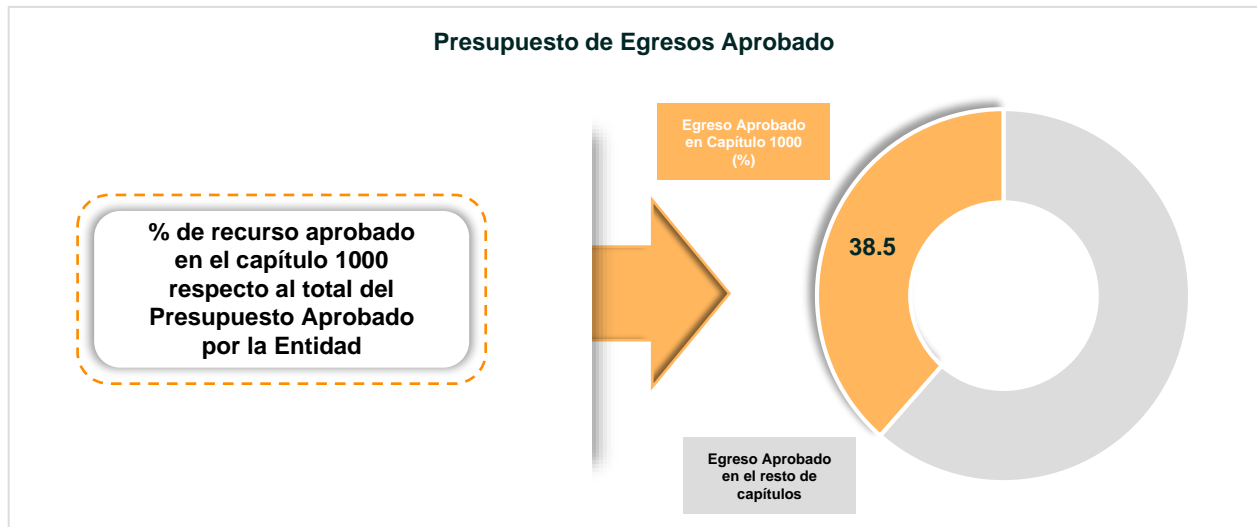 Presupuesto de Egresos Aprobado
Egreso Aprobado
en Capítulo 1000
(%)
% de recurso aprobado
en el capítulo 1000
respecto al total del
Presupuesto Aprobado
por la Entidad
38.5
Egreso Aprobado
en el resto de
capítulos